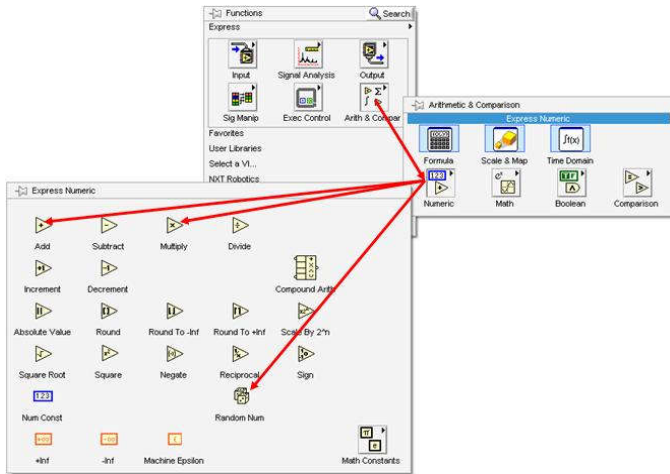 Functions
Search
Express
Input Signal Analysis Output
Sig Manip Exec Control Arith & Compar
Favorites
User Libraries
Select a VI...
NXT Robotics
Arithmetic & Comparison
Express Numeric
Formula Scale & Map Time Domain
Numeric Math Boolean Comparison
Express Numeric
Add Subtract Multiply Divide
Increment Decrement Compound Arith
Absolute Value Round Round To -Inf Round To +Inf Scale By 2^n
Square Root Square Negate Reciprocal Sign
123
Num Const Random Num
+Inf -Inf Machine Epsilon Math Constants